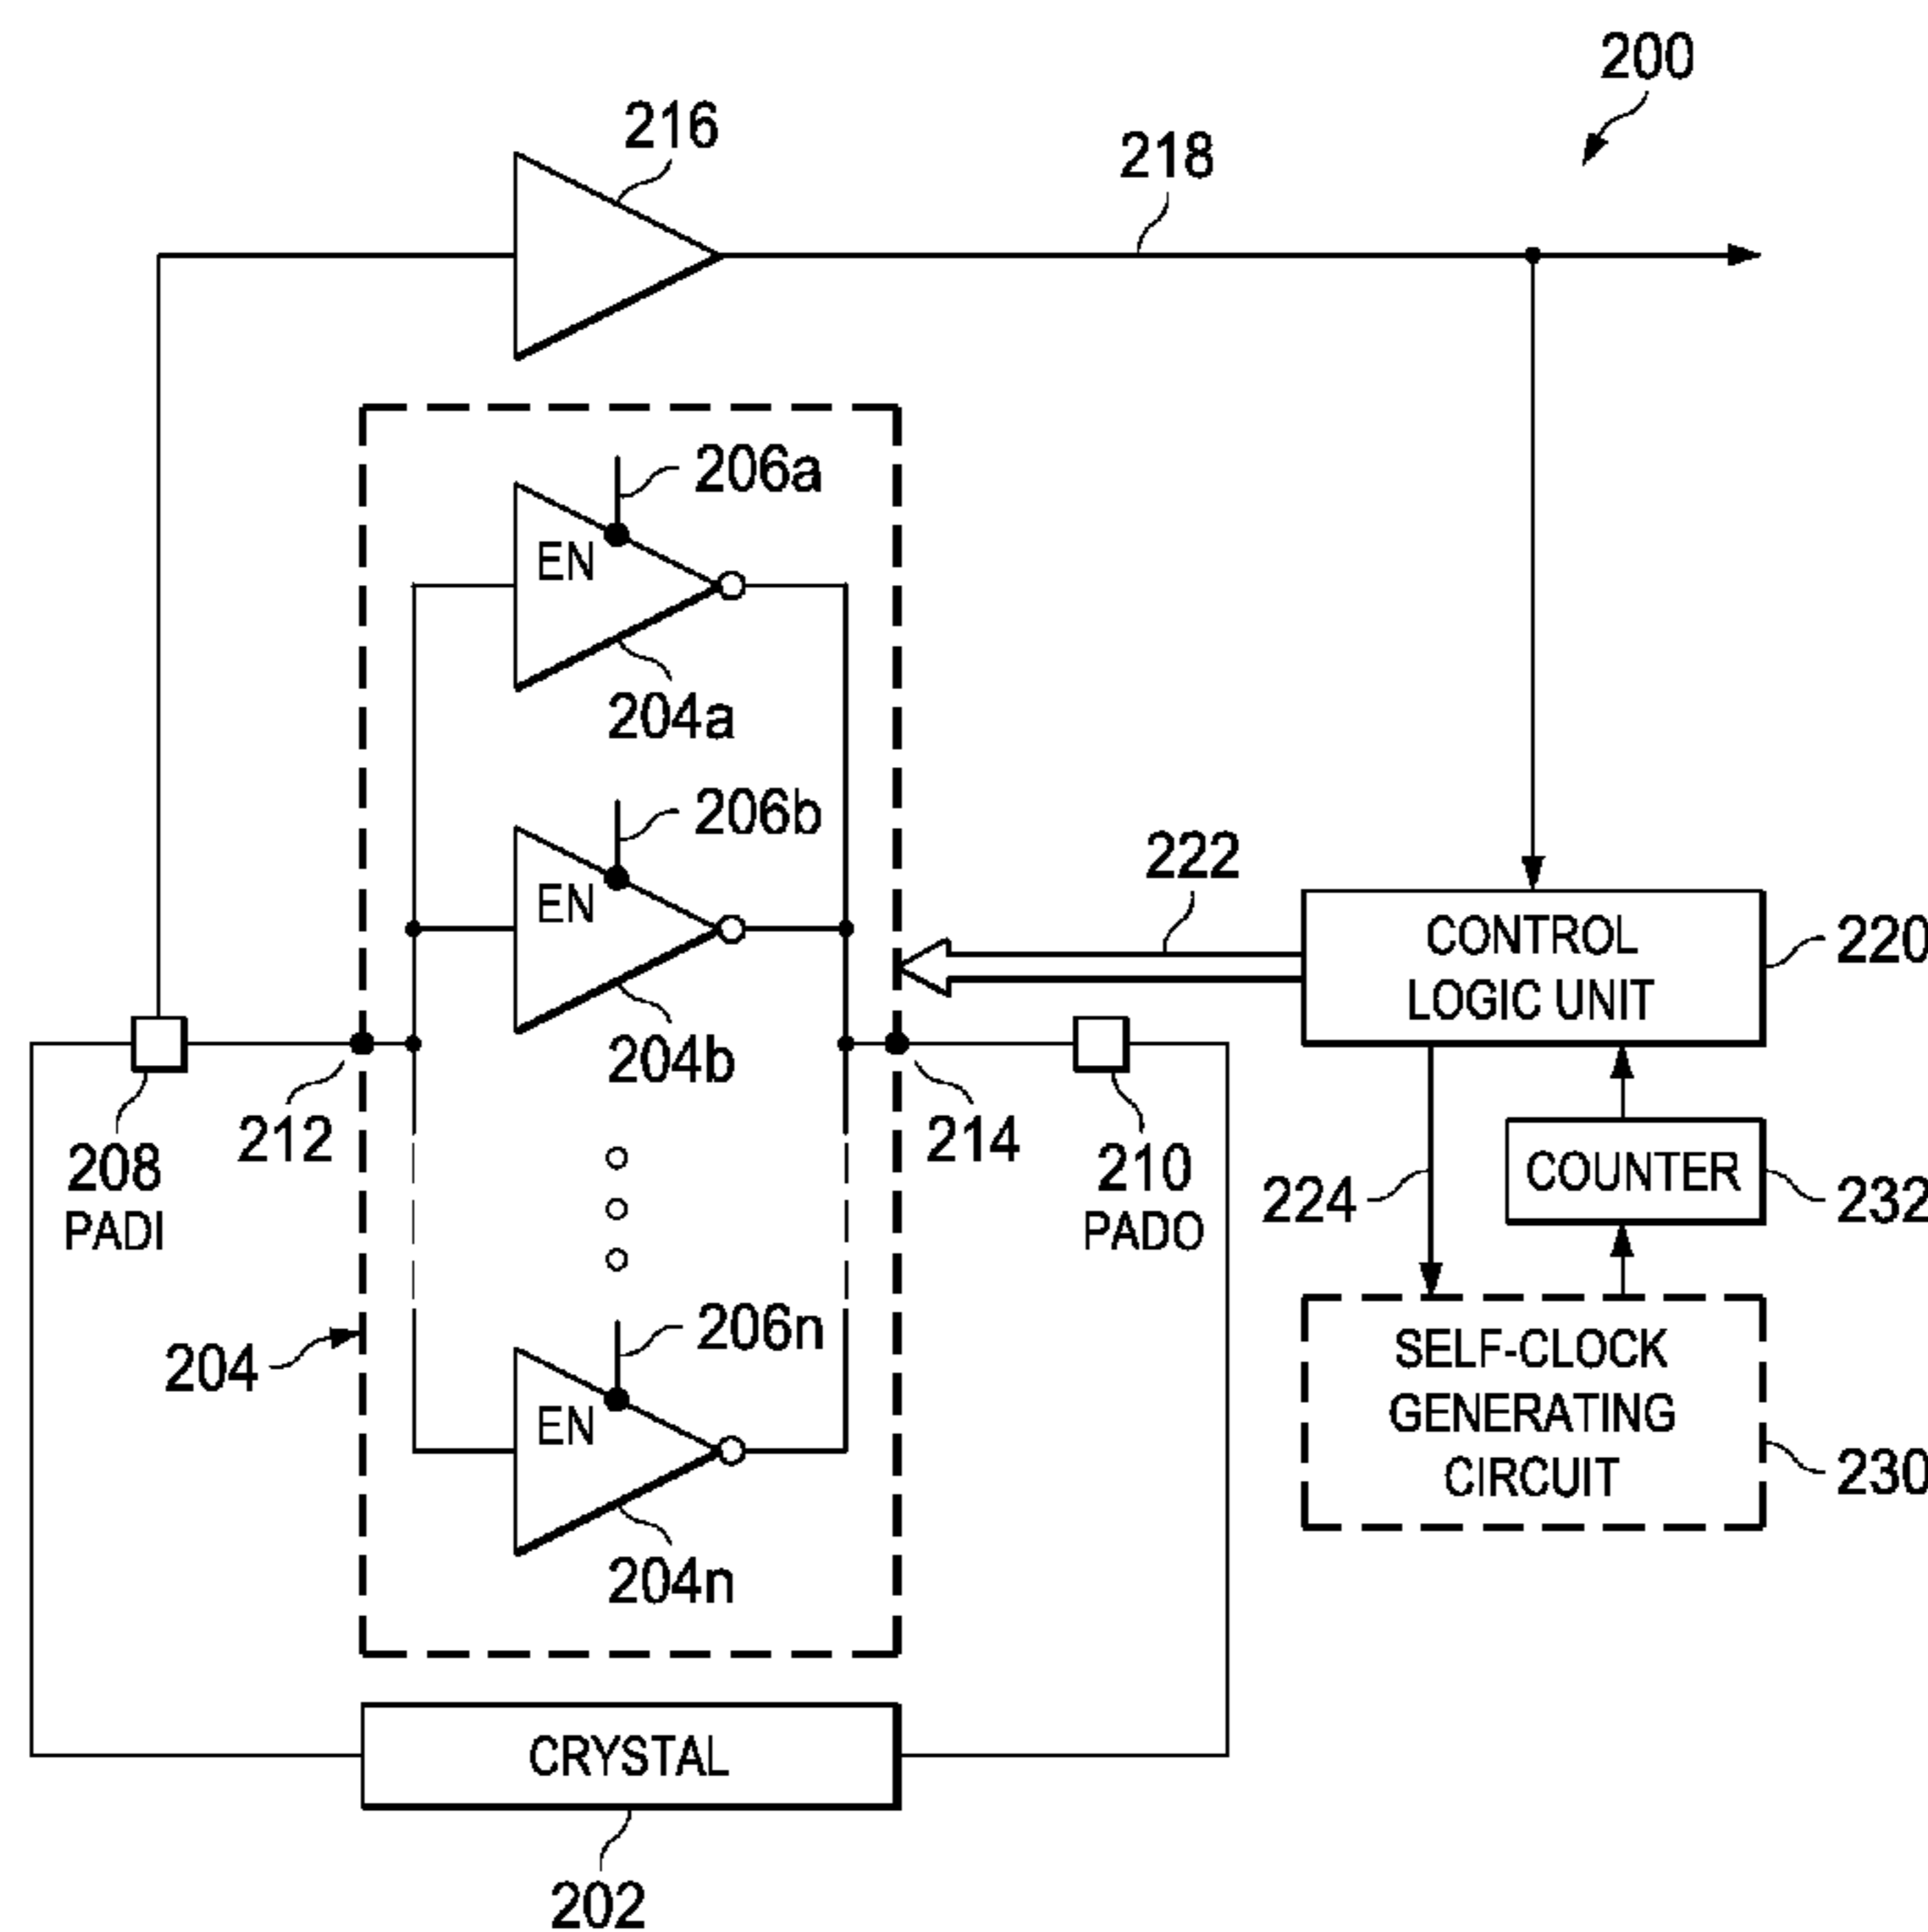 200
216
218
206a
EN
204a
206b
222
EN
CONTROL
LOGIC UNIT
220
204b
212
214
208
PADI
210
PADO
224
COUNTER
232
206n
204
EN
SELF-CLOCK
GENERATING
CIRCUIT
230
204n
CRYSTAL
202